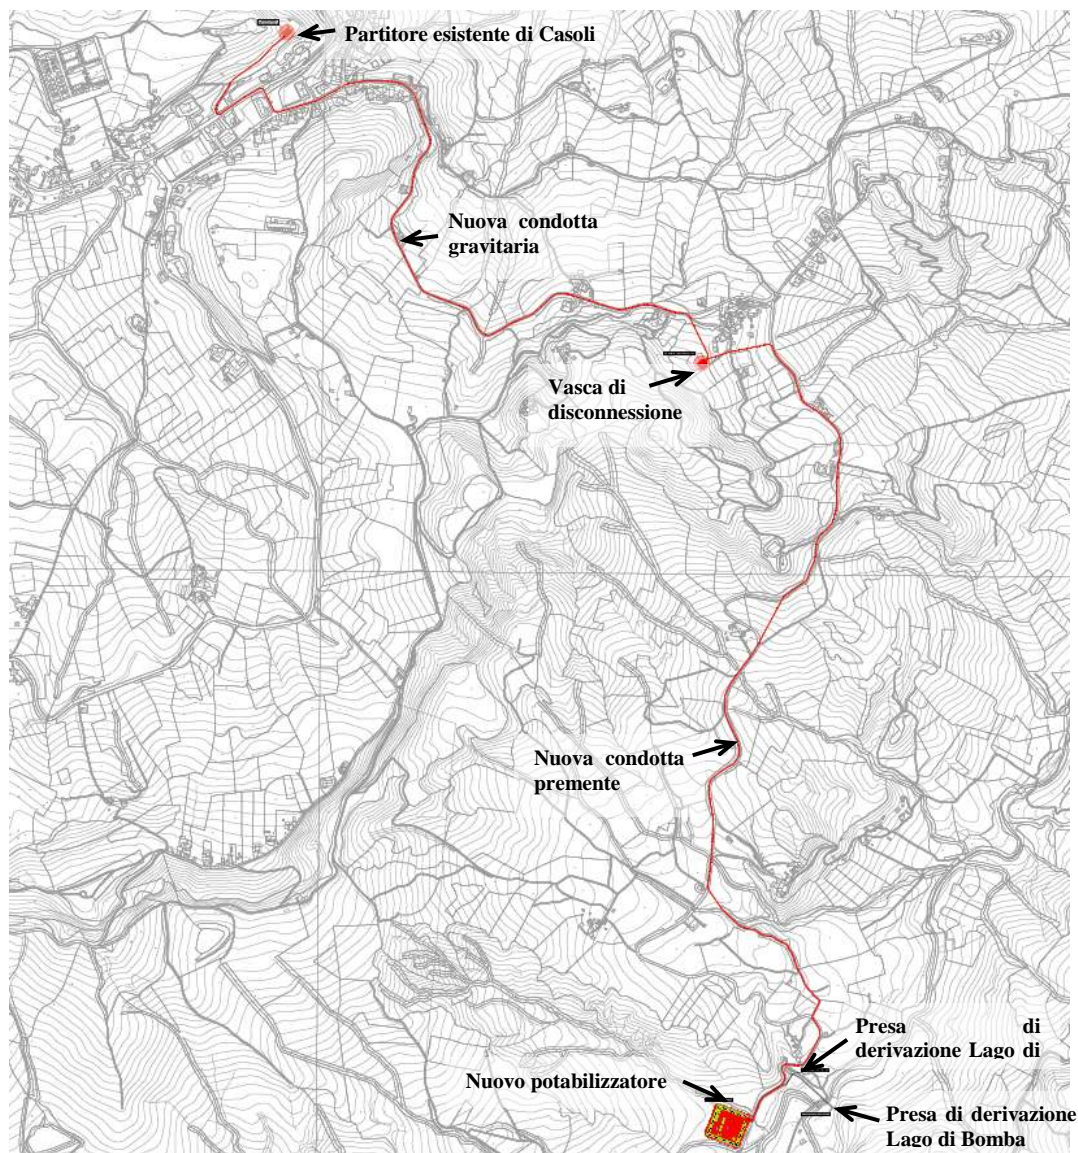 Partitore esistente di Casoli
Nuova condotta
gravitaria
Vasca di
disconnessione
Nuova condotta
premente
Presa di
derivazione Lago di
Nuovo potabilizzatore
Presa di derivazione
Lago di Bomba